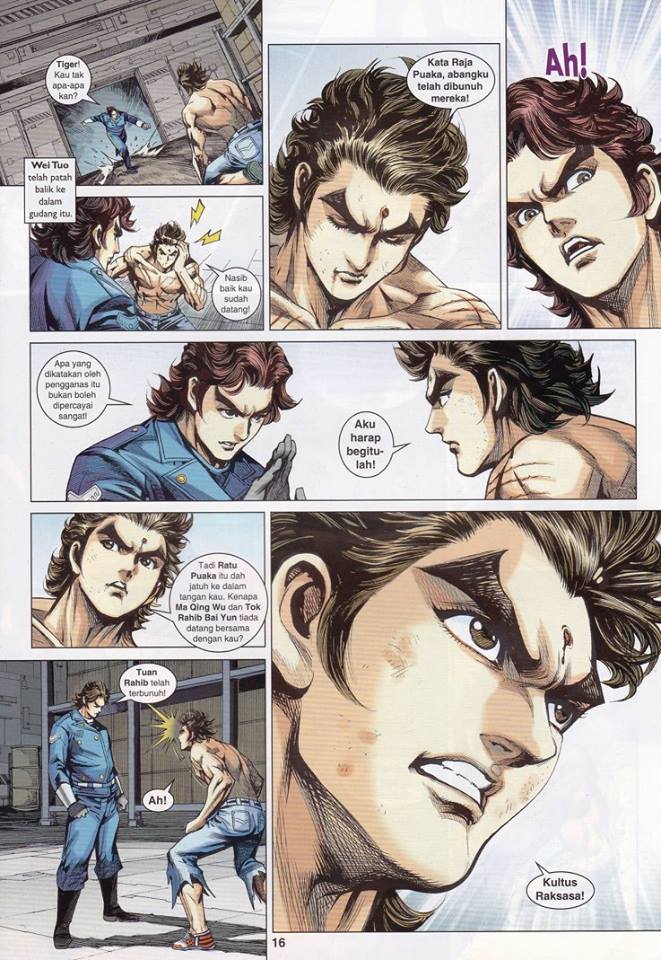 Tiger!
Kau tak
apa-apa
kan?
Wei Tuo
telah patah
balik ke
dalam
gudang itu.
Nasib
baik kau
sudah
datang!
Kata Raja
Puaka, abangku
telah dibunuh
mereka!
Ah!
Apa yang
dikatakan oleh
pengganas itu
bukan boleh
dipercayai
sangat!
Aku
harap
begitu-
lah!
Tadi Ratu
Puaka itu dah
jatuh ke dalam
tangan kau. Kenapa
Ma Qing Wu dan Tok
Rahib Bai Yun tiada
datang bersama
dengan kau?
Tuan
Rahib telah
terbunuh!
Ah!
Kultus
Raksasa!
16